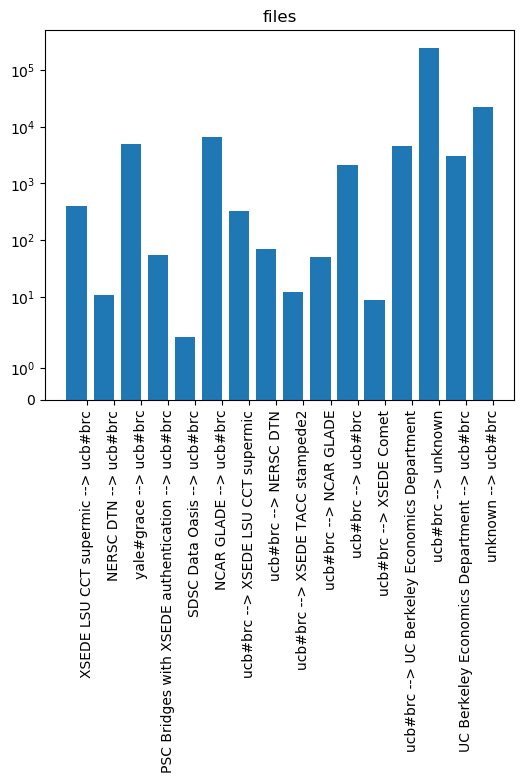 files
10^5
10^4
10^3
10^2
10^1
10^0
0
XSEDE LSU CCT supermic --> ucb#brc
NERSC DTN --> ucb#brc
yale#grace --> ucb#brc
PSC Bridges with XSEDE authentication --> ucb#brc
SDSC Data Oasis --> ucb#brc
NCAR GLADE --> ucb#brc
ucb#brc --> XSEDE LSU CCT supermic
ucb#brc --> NERSC DTN
ucb#brc --> XSEDE TACC stampede2
ucb#brc --> NCAR GLADE
ucb#brc --> ucb#brc
ucb#brc --> XSEDE Comet
ucb#brc --> UC Berkeley Economics Department
ucb#brc --> unknown
UC Berkeley Economics Department --> ucb#brc
unknown --> ucb#brc